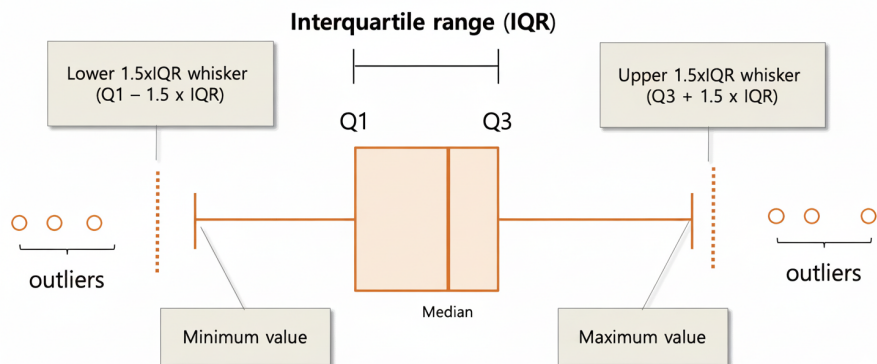 Interquartile range (IQR)
Lower 1.5xIQR whisker
(Q1 – 1.5 x IQR)
Upper 1.5xIQR whisker
(Q3 + 1.5 x IQR)
Q1
Q3
outliers
outliers
Median
Minimum value
Maximum value